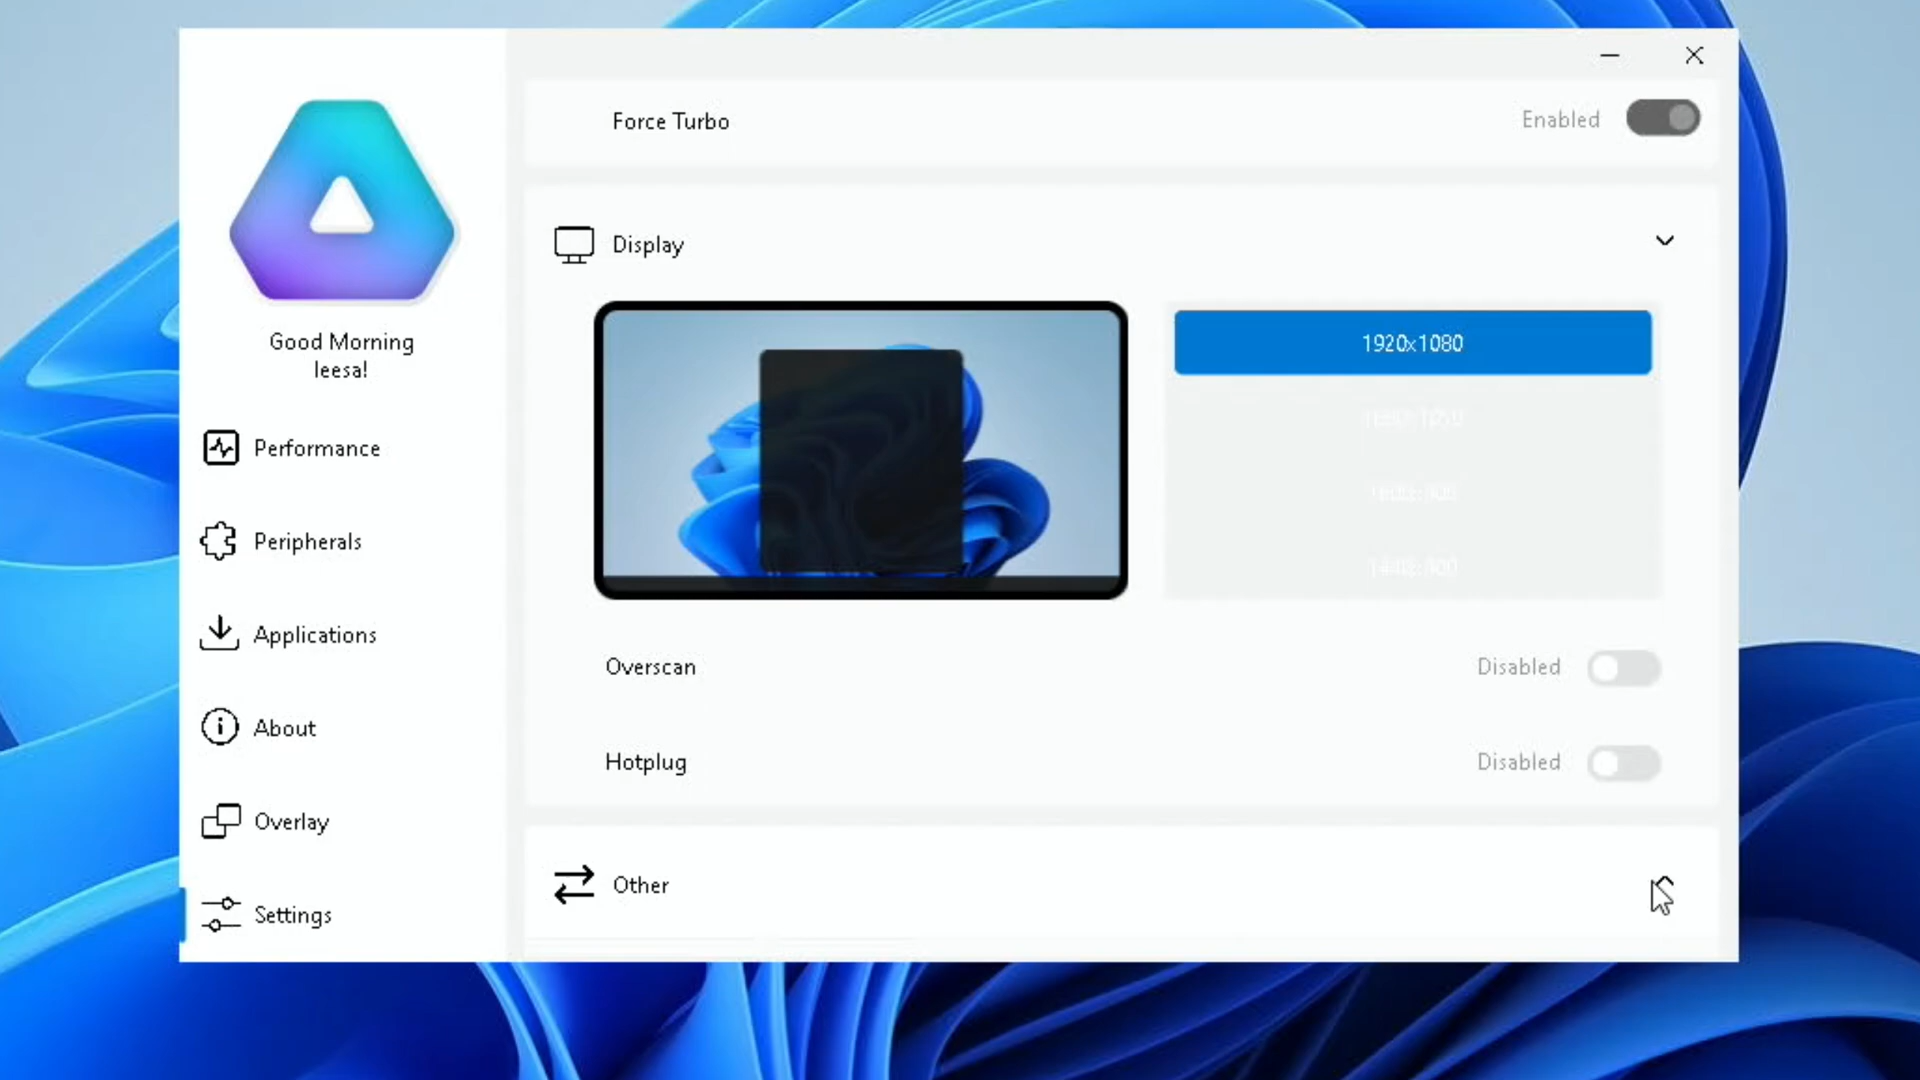 Force Turbo
Enabled
Display
Good Morning
leesa!
1920x1080
Performance
Peripherals
Applications
Overscan
Disabled
About
Hotplug
Disabled
Overlay
Other
Settings